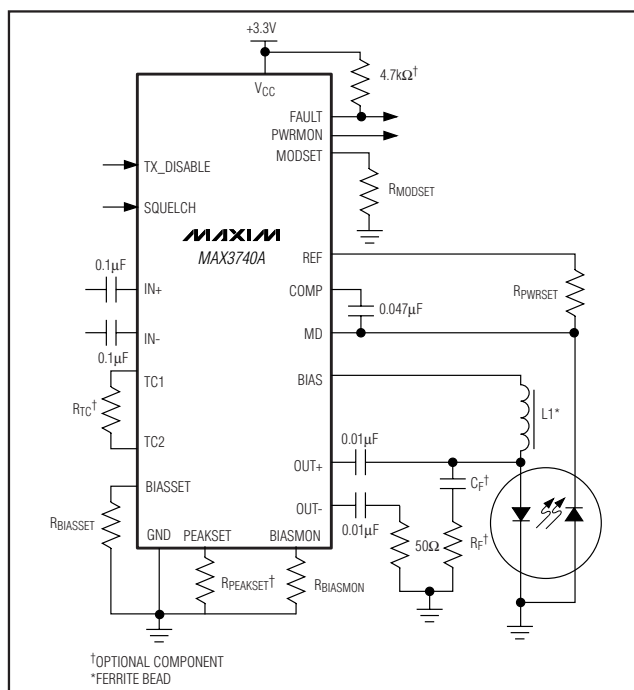 +3.3V
4.7kΩ†
VCC
FAULT
PWRMON
MODSET
TX_DISABLE
RMODSET
SQUELCH
MAXIM
MAX3740A
REF
0.1µF
COMP
RPWRSET
IN+
0.047µF
MD
IN-
0.1µF
TC1
BIAS
RTC†
L1*
0.01µF
TC2
OUT+
CF†
BIASSET
OUT-
0.01µF
RBIASSET
50Ω
RF†
GND PEAKSET BIASMON
RPEAKSET†
RBIASMON
†OPTIONAL COMPONENT
*FERRITE BEAD